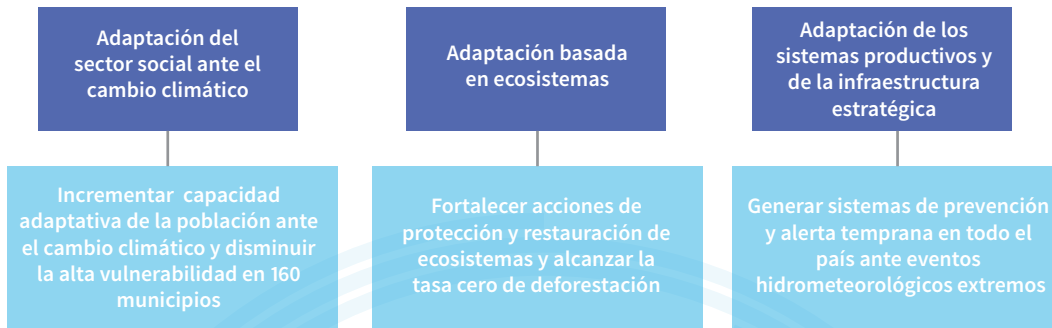 Adaptación del
sector social ante el
cambio climático
Incrementar capacidad
adaptativa de la población ante
el cambio climático y disminuir
la alta vulnerabilidad en 160
municipios
Adaptación basada
en ecosistemas
Fortalecer acciones de
protección y restauración de
ecosistemas y alcanzar la
tasa cero de deforestación
Adaptación de los
sistemas productivos y
de la infraestructura
estratégica
Generar sistemas de prevención
y alerta temprana en todo el
país ante eventos
hidrometeorológicos extremos